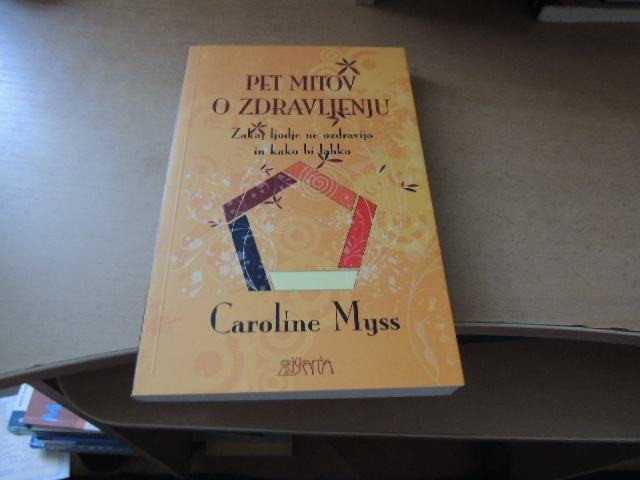 PET MITOV
O ZDRAVLJENJU
Zakaj ljudje ne ozdravijo
in kako bi lahko
Caroline Myss